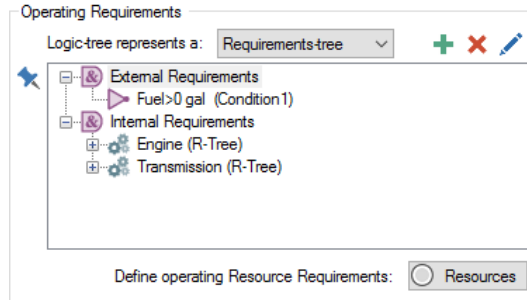 Operating Requirements
Logic-tree represents a: Requirements-tree
& External Requirements
Fuel>0 gal (Condition1)
& Internal Requirements
Engine (R-Tree)
Transmission (R-Tree)
Define operating Resource Requirements: Resources